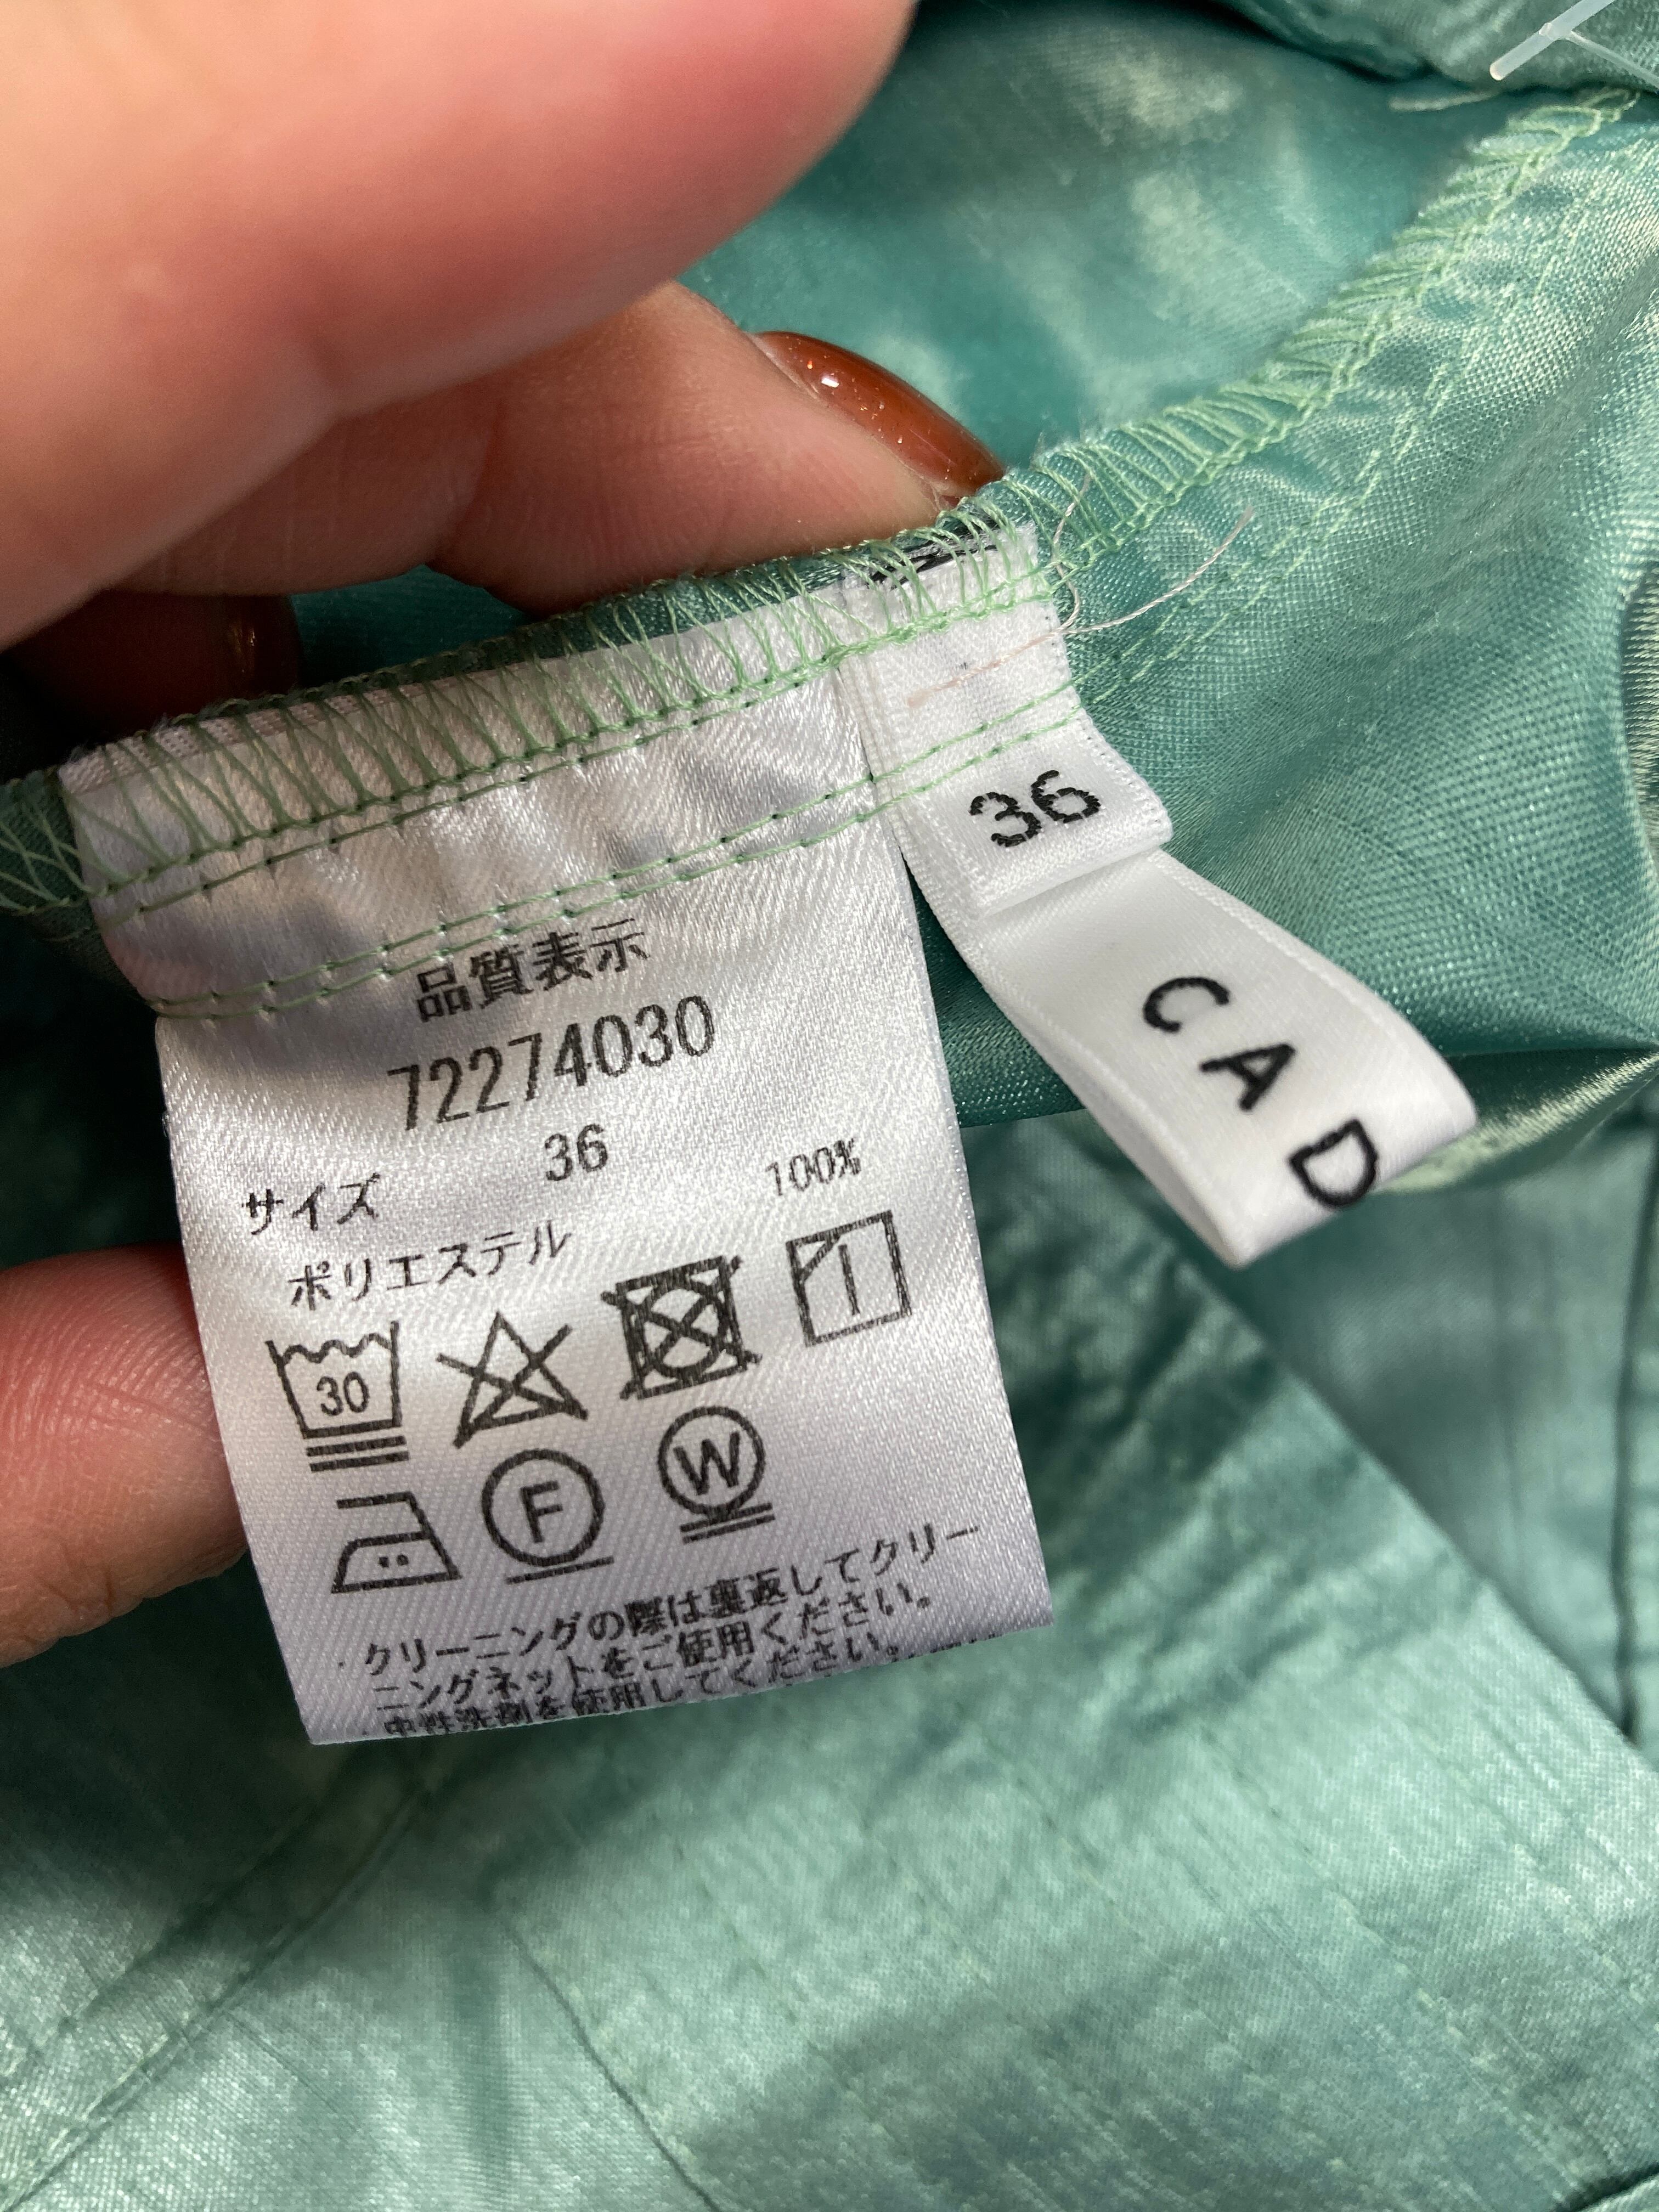 36
CAD
品質表示
72274030
サイズ 36
ポリエステル 100%
30
F W
・クリーニングの際は裏返してクリー
ニングネットをご使用ください。
・中性洗剤を使用してください。